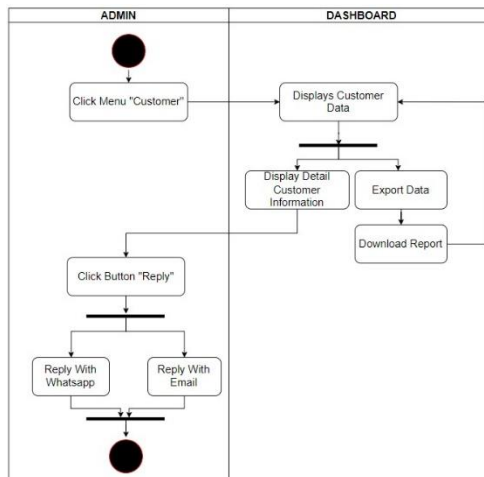 ADMIN
DASHBOARD
Click Menu "Customer"
Displays Customer
Data
Display Detail
Customer
Information
Export Data
Download Report
Click Button "Reply"
Reply With
Whatsapp
Reply With
Email